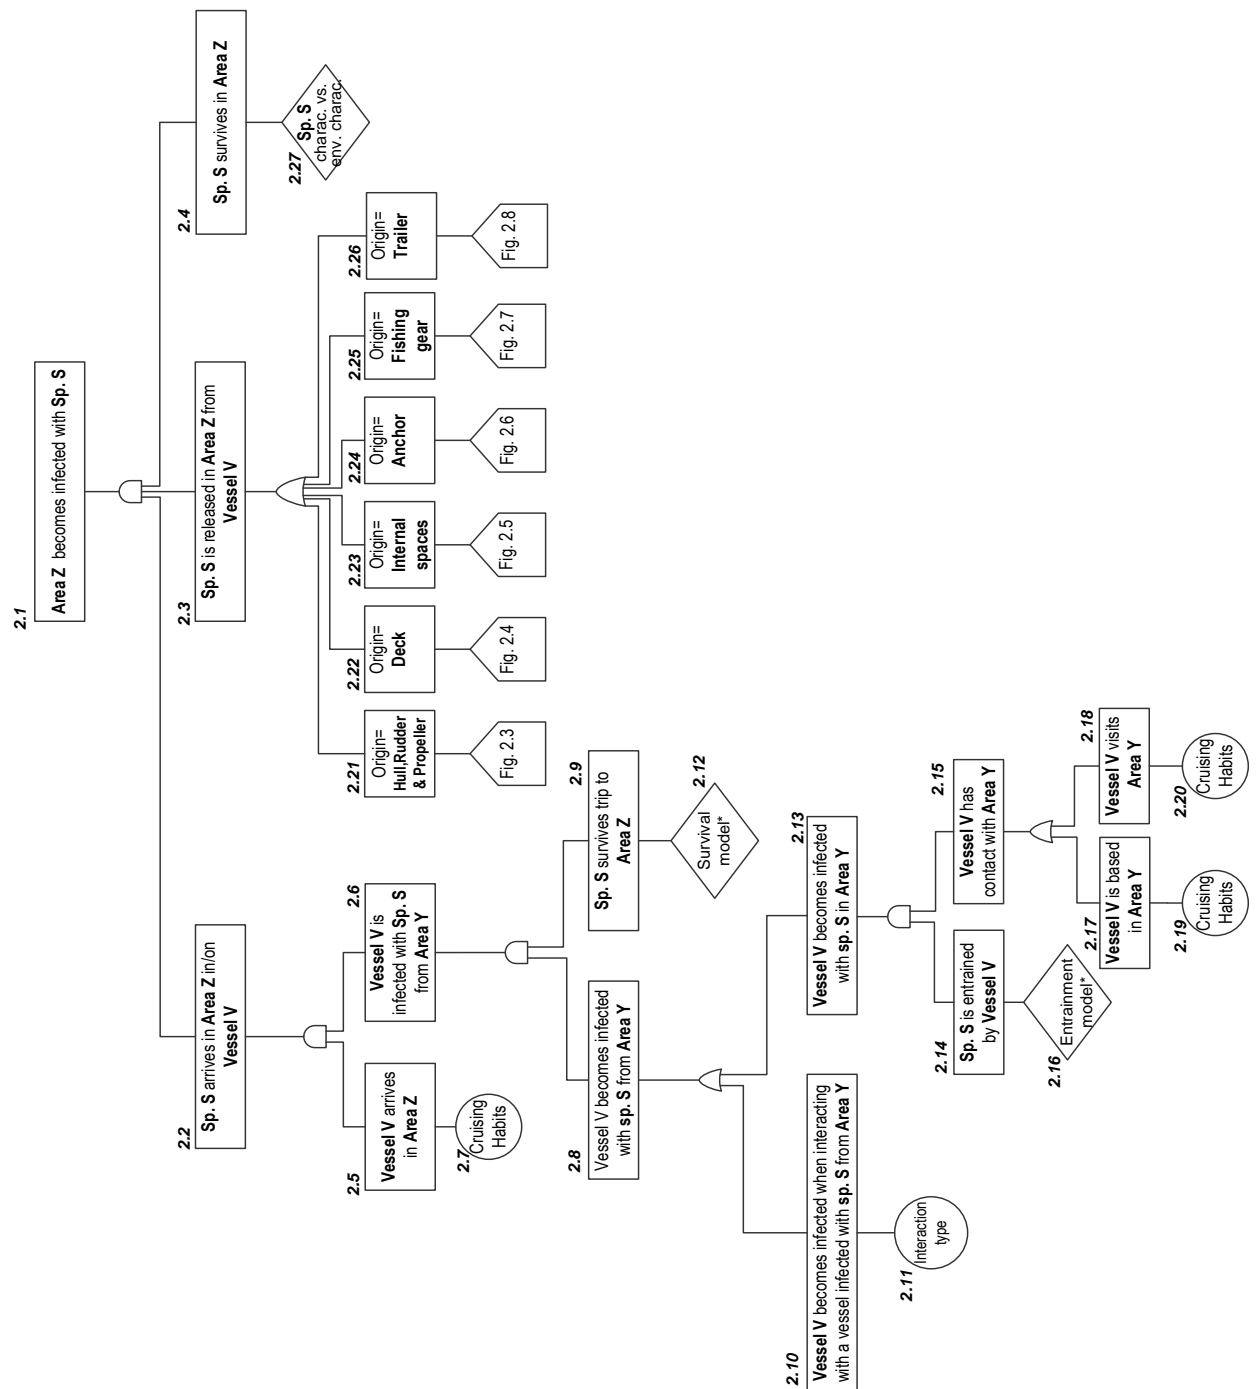 2.1
Area Z becomes infected with Sp. S
2.2
Sp. S arrives in Area Z in/on
Vessel V
2.3
Sp. S is released in Area Z from
Vessel V
2.4
Sp. S survives in Area Z
2.27
Sp. S
charac. vs.
env. charac.
2.5
Vessel V arrives
in Area Z
2.7
Cruising
Habits
2.6
Vessel V is
infected with Sp. S
from Area Y
2.21
Origin=
Hull,Rudder
& Propeller
Fig. 2.3
2.22
Origin=
Deck
Fig. 2.4
2.23
Origin=
Internal
spaces
Fig. 2.5
2.24
Origin=
Anchor
Fig. 2.6
2.25
Origin=
Fishing
gear
Fig. 2.7
2.26
Origin=
Trailer
Fig. 2.8
2.8
Vessel V becomes infected
with sp. S from Area Y
2.9
Sp. S survives trip to
Area Z
2.12
Survival
model*
2.10
Vessel V becomes infected when interacting
with a vessel infected with sp. S from Area Y
2.11
Interaction
type
2.13
Vessel V becomes infected
with sp. S in Area Y
2.14
Sp. S is entrained
by Vessel V
2.16
Entrainment
model*
2.15
Vessel V has
contact with Area Y
2.17
Vessel V is based
in Area Y
2.19
Cruising
Habits
2.18
Vessel V visits
Area Y
2.20
Cruising
Habits